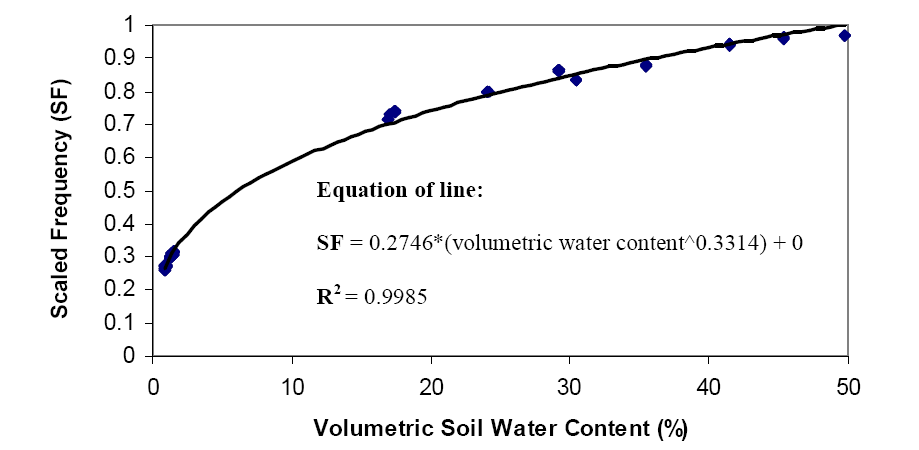 1
0.9
0.8
0.7
0.6
0.5
0.4
0.3
0.2
0.1
0
Scaled Frequency (SF)
Equation of line:
SF = 0.2746*(volumetric water content^0.3314) + 0
R² = 0.9985
0 10 20 30 40 50
Volumetric Soil Water Content (%)